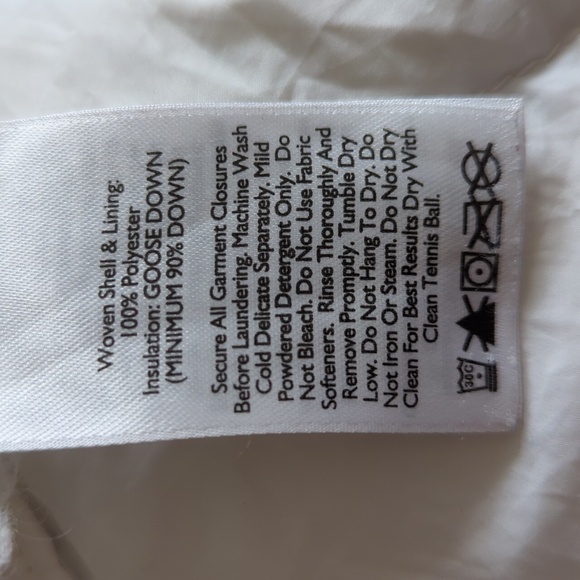 Woven Shell & Lining:
100% Polyester
Insulation: GOOSE DOWN
(MINIMUM 90% DOWN)
Secure All Garment Closures
Before Laundering. Machine Wash
Cold Delicate Separately. Mild
Powdered Detergent Only. Do
Not Bleach. Do Not Use Fabric
Softeners. Rinse Thoroughly And
Remove Promptly. Tumble Dry
Low. Do Not Hang To Dry. Do
Not Iron Or Steam. Do Not Dry
Clean For Best Results Dry With
Clean Tennis Ball.
30C